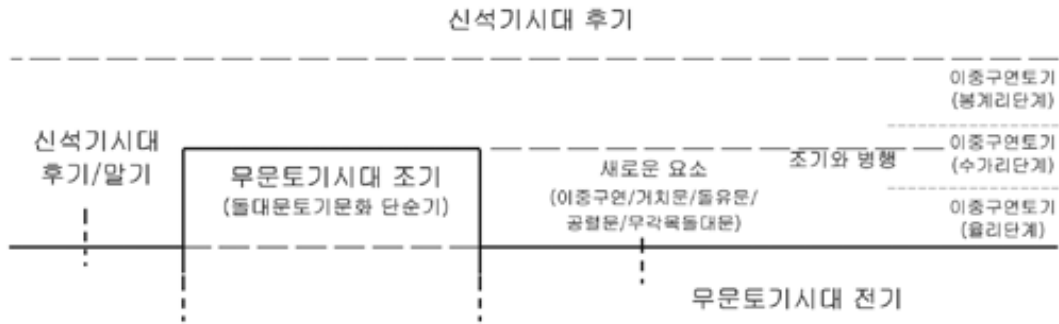 신석기시대 후기
이중구연토기
(봉계리단계)
신석기시대
후기/말기
무문토기시대 조기
(돌대문토기문화 단순기)
새로운 요소
(이중구연/거치문/돌유문/
공렬문/무각목돌대문)
조기와 병행
이중구연토기
(수가리단계)
이중구연토기
(율리단계)
무문토기시대 전기